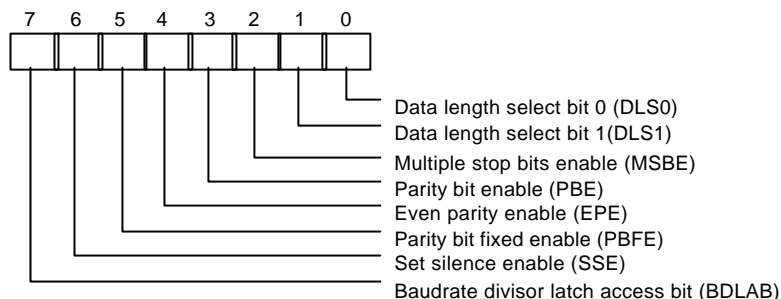 7 6 5 4 3 2 1 0
Data length select bit 0 (DLS0)
Data length select bit 1(DLS1)
Multiple stop bits enable (MSBE)
Parity bit enable (PBE)
Even parity enable (EPE)
Parity bit fixed enable (PBFE)
Set silence enable (SSE)
Baudrate divisor latch access bit (BDLAB)